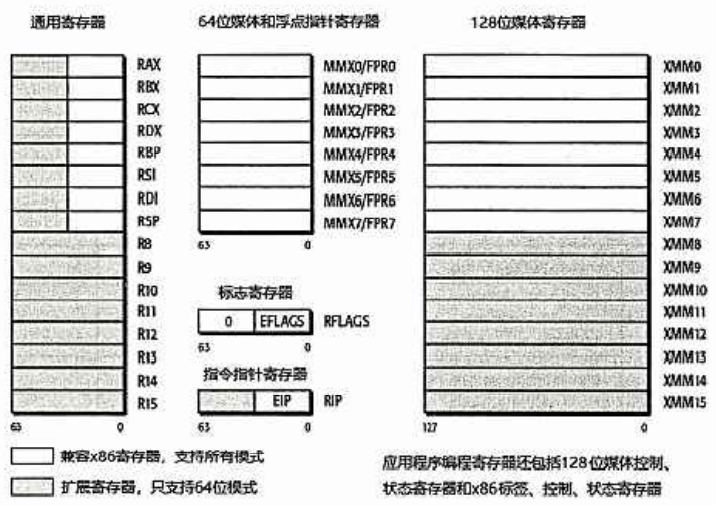 通用寄存器
64位媒体和浮点指针寄存器
128位媒体寄存器
RAX
RBX
RCX
RDX
RBP
RSI
RDI
RSP
R8
R9
R10
R11
R12
R13
R14
R15
63 0
MMX0/FPR0
MMX1/FPR1
MMX2/FPR2
MMX3/FPR3
MMX4/FPR4
MMX5/FPR5
MMX6/FPR6
MMX7/FPR7
63 0
标志寄存器
0 EFLAGS RFLAGS
63 0
指令指针寄存器
EIP RIP
63 0
XMM0
XMM1
XMM2
XMM3
XMM4
XMM5
XMM6
XMM7
XMM8
XMM9
XMM10
XMM11
XMM12
XMM13
XMM14
XMM15
127 0
兼容x86寄存器，支持所有模式
扩展寄存器，只支持64位模式
应用程序编程寄存器还包括128位媒体控制、
状态寄存器和x86标签、控制、状态寄存器